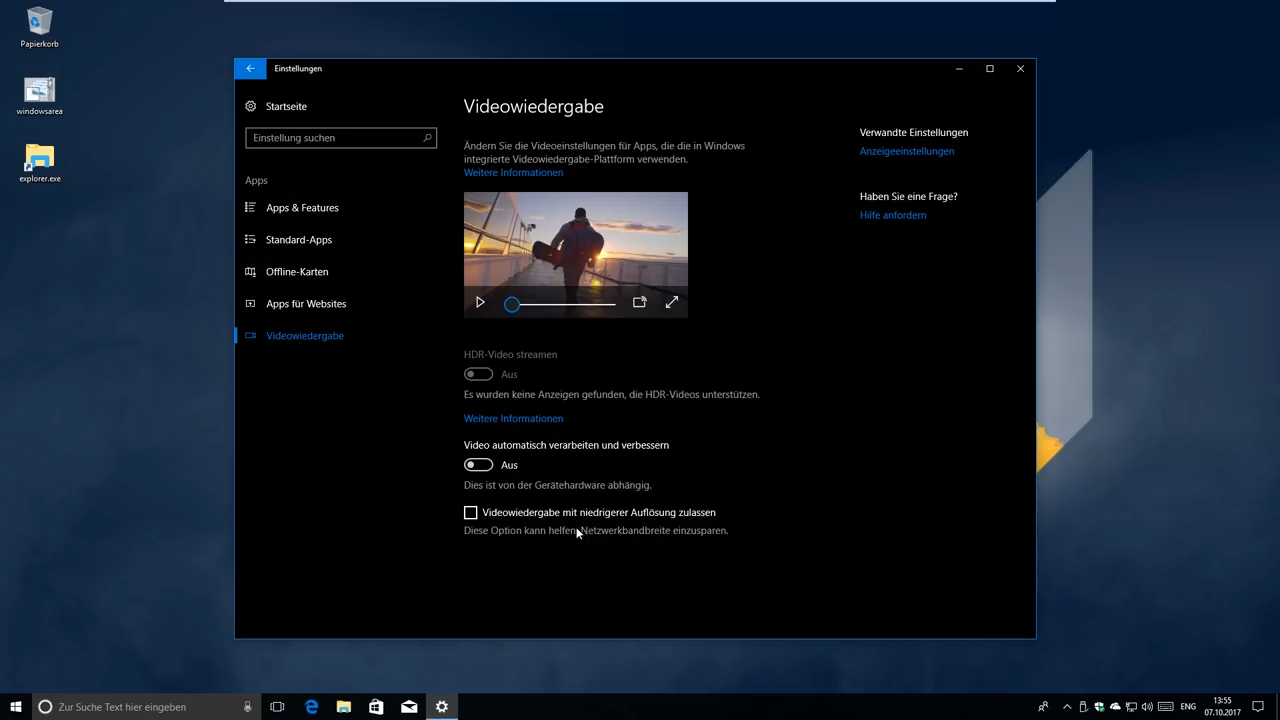 Papierkorb
windowsarea
explorer.exe
Einstellungen
Startseite
Einstellung suchen
Apps
Apps & Features
Standard-Apps
Offline-Karten
Apps für Websites
Videowiedergabe
Videowiedergabe
Ändern Sie die Videoeinstellungen für Apps, die die in Windows
integrierte Videowiedergabe-Plattform verwenden.
Weitere Informationen
HDR-Video streamen
Aus
Es wurden keine Anzeigen gefunden, die HDR-Videos unterstützen.
Weitere Informationen
Video automatisch verarbeiten und verbessern
Aus
Dies ist von der Gerätehardware abhängig.
Videowiedergabe mit niedrigerer Auflösung zulassen
Diese Option kann helfen, Netzwerkbandbreite einzusparen.
Verwandte Einstellungen
Anzeigeeinstellungen
Haben Sie eine Frage?
Hilfe anfordern
Zur Suche Text hier eingeben
ENG
13:55
07.10.2017